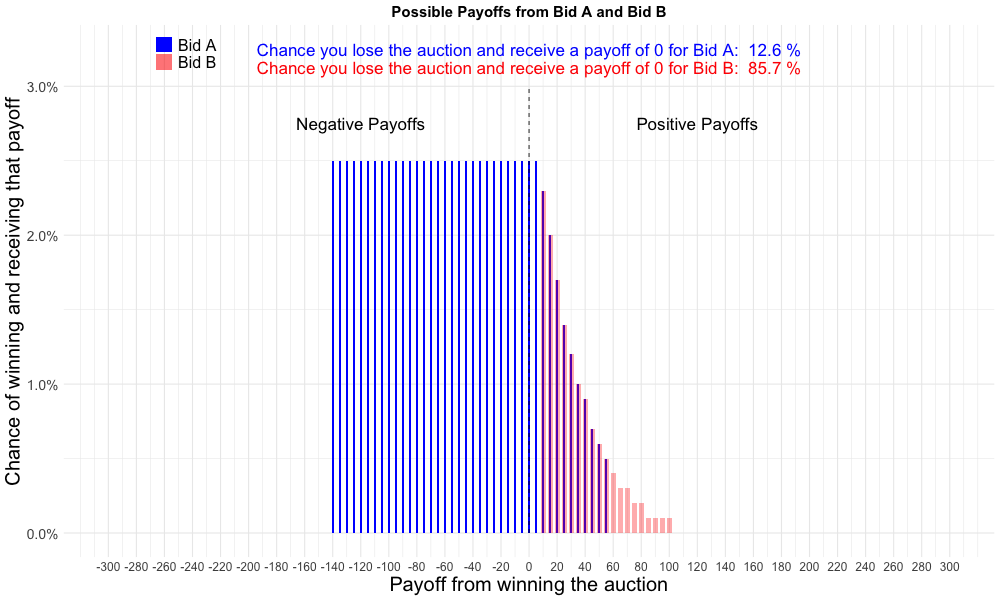 Possible Payoffs from Bid A and Bid B
Bid A
Bid B
Chance you lose the auction and receive a payoff of 0 for Bid A: 12.6 %
Chance you lose the auction and receive a payoff of 0 for Bid B: 85.7 %
Negative Payoffs
Positive Payoffs
Chance of winning and receiving that payoff
3.0%
2.0%
1.0%
0.0%
-300 -280 -260 -240 -220 -200 -180 -160 -140 -120 -100 -80 -60 -40 -20 0 20 40 60 80 100 120 140 160 180 200 220 240 260 280 300
Payoff from winning the auction